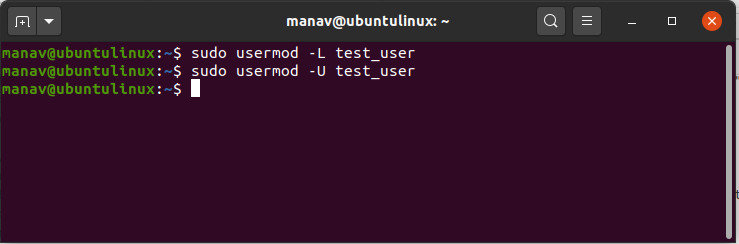 manav@ubuntulinux: ~
manav@ubuntulinux:~$ sudo usermod -L test_user
manav@ubuntulinux:~$ sudo usermod -U test_user
manav@ubuntulinux:~$